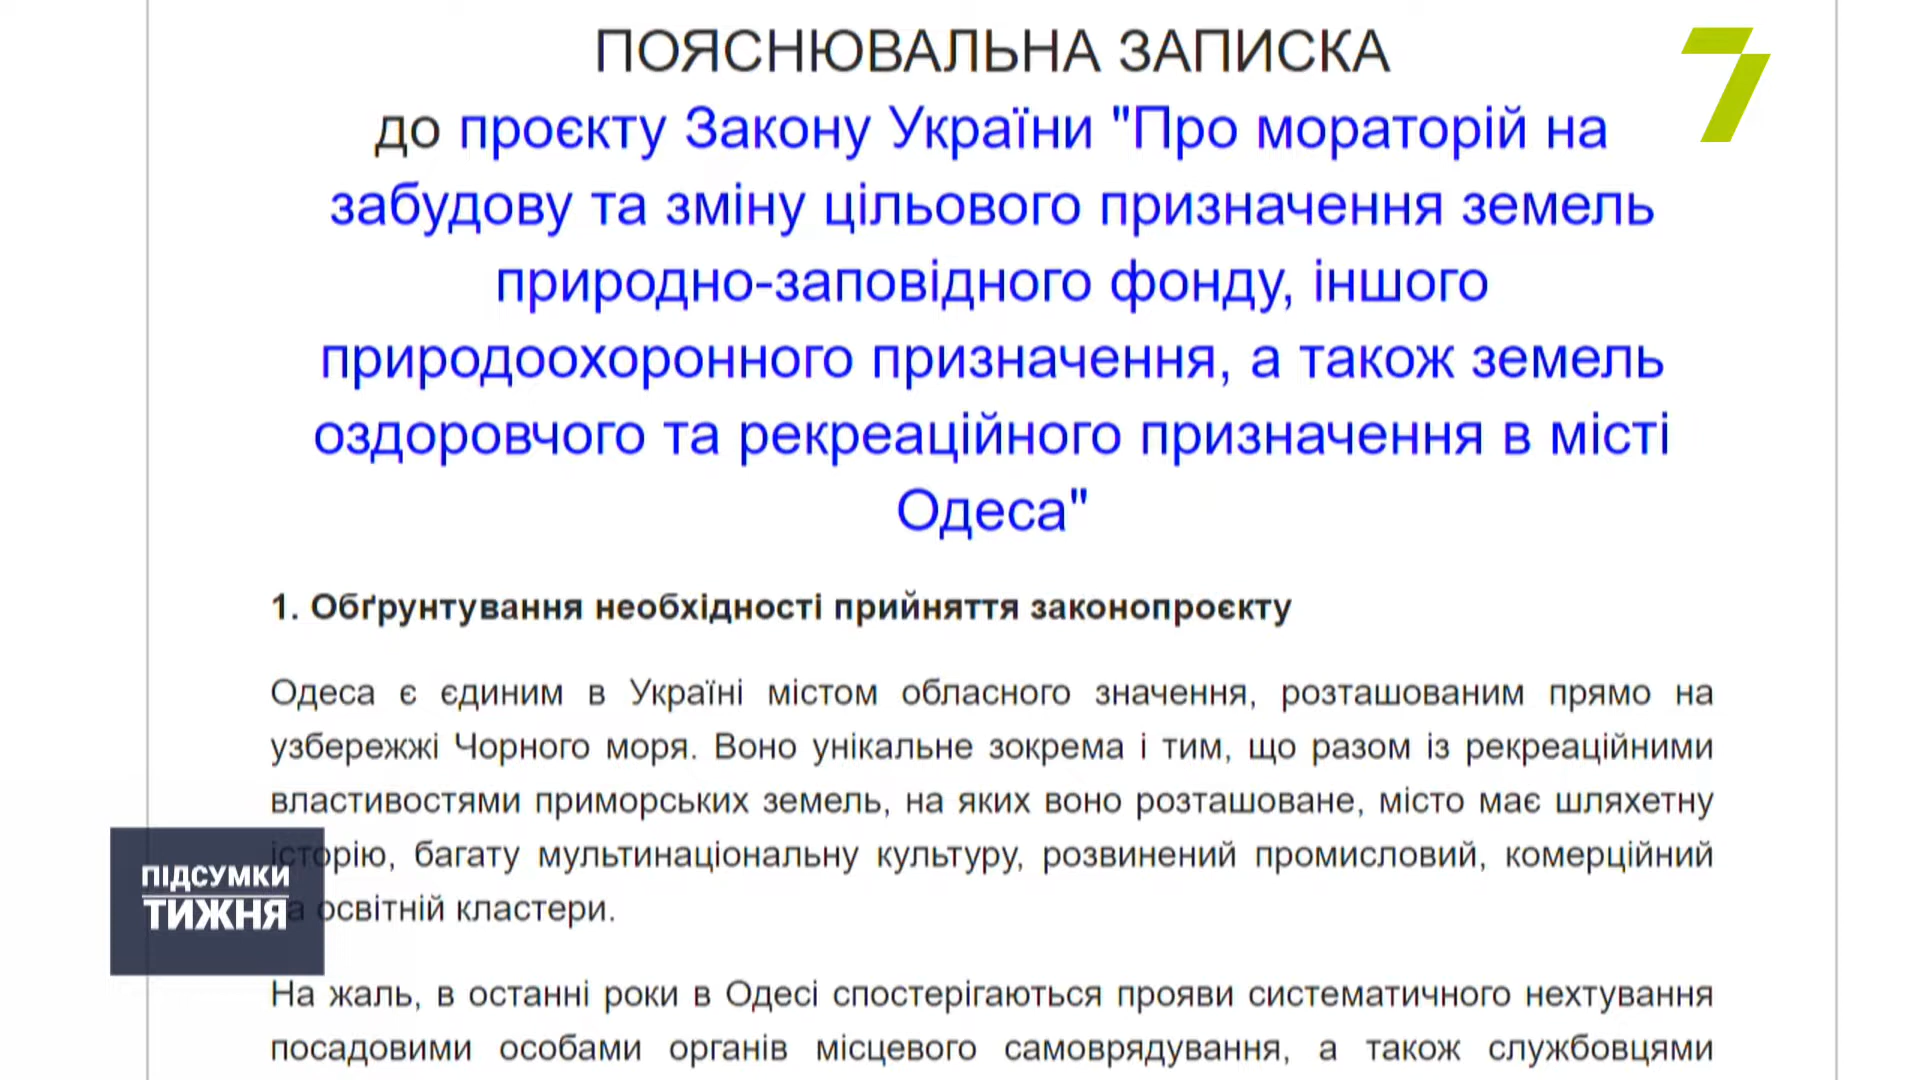 ПОЯСНЮВАЛЬНА ЗАПИСКА
до проєкту Закону України "Про мораторій на
забудову та зміну цільового призначення земель
природно-заповідного фонду, іншого
природоохоронного призначення, а також земель
оздоровчого та рекреаційного призначення в місті
Одеса"
7
1. Обґрунтування необхідності прийняття законопроєкту
Одеса є єдиним в Україні містом обласного значення, розташованим прямо на
узбережжі Чорного моря. Воно унікальне зокрема і тим, що разом із рекреаційними
властивостями приморських земель, на яких воно розташоване, місто має шляхетну
історію, багату мультинаціональну культуру, розвинений промисловий, комерційний
та освітній кластери.
ПІДСУМКИ
ТИЖНЯ
На жаль, в останні роки в Одесі спостерігаються прояви систематичного нехтування
посадовими особами органів місцевого самоврядування, а також службовцями